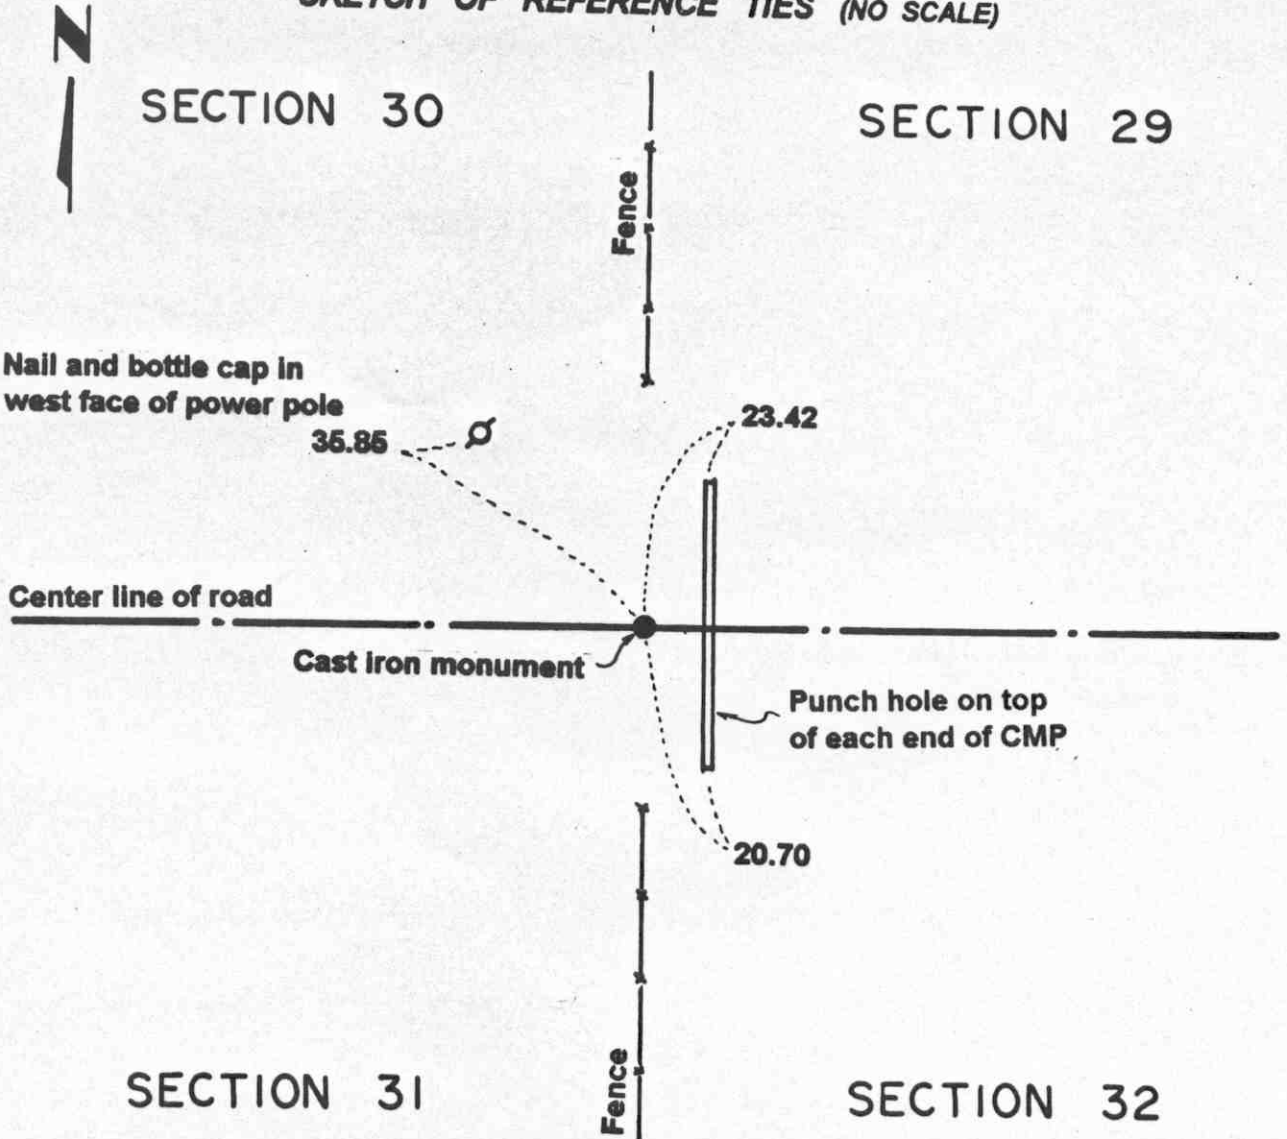 SKETCH OF REFERENCE TIES (NO SCALE)
N
SECTION 30
SECTION 29
Fence
Nail and bottle cap in
west face of power pole
35.85
23.42
Center line of road
Cast iron monument
Punch hole on top
of each end of CMP
20.70
Fence
SECTION 31
SECTION 32